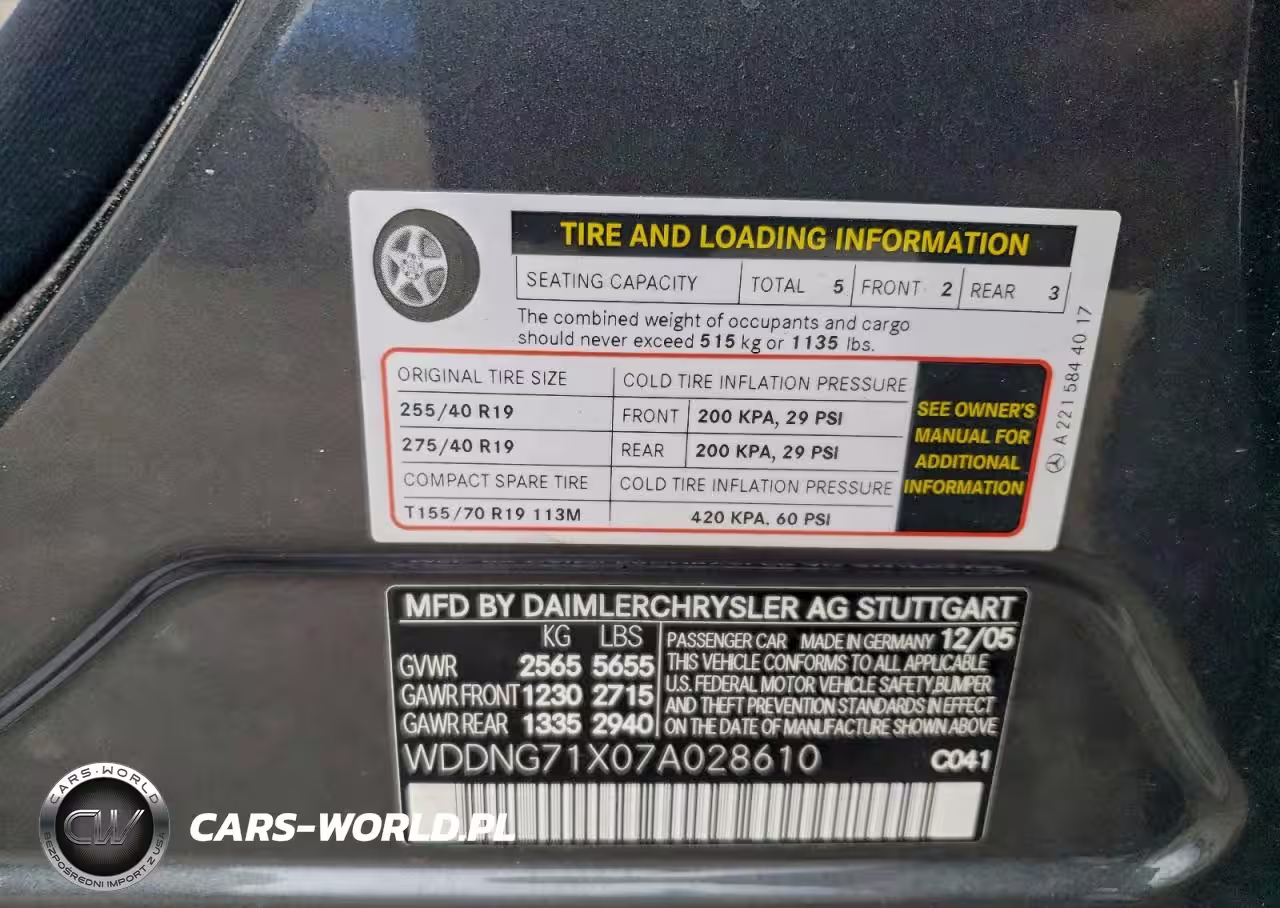 TIRE AND LOADING INFORMATION
SEATING CAPACITY TOTAL 5 FRONT 2 REAR 3
The combined weight of occupants and cargo
should never exceed 515 kg or 1135 lbs.
ORIGINAL TIRE SIZE COLD TIRE INFLATION PRESSURE
255/40 R19 FRONT 200 KPA, 29 PSI
275/40 R19 REAR 200 KPA, 29 PSI
COMPACT SPARE TIRE COLD TIRE INFLATION PRESSURE
T155/70 R19 113M 420 KPA, 60 PSI
SEE OWNER'S
MANUAL FOR
ADDITIONAL
INFORMATION
A 221 584 40 17
MFD BY DAIMLERCHRYSLER AG STUTTGART
KG LBS
GVWR 2565 5655
GAWR FRONT 1230 2715
GAWR REAR 1335 2940
PASSENGER CAR MADE IN GERMANY 12/05
THIS VEHICLE CONFORMS TO ALL APPLICABLE
U.S. FEDERAL MOTOR VEHICLE SAFETY,BUMPER
AND THEFT PREVENTION STANDARDS IN EFFECT
ON THE DATE OF MANUFACTURE SHOWN ABOVE
WDDNG71X07A028610 C041
CARS-WORLD
CW
BEZPOŚREDNI IMPORT Z USA
CARS-WORLD.PL